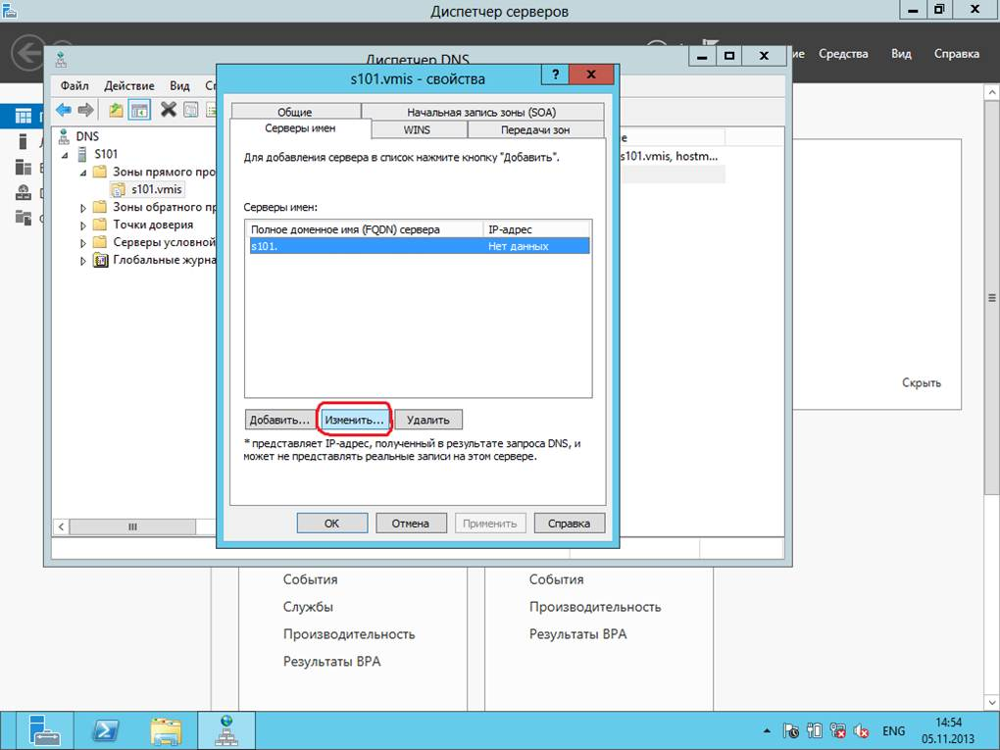 Диспетчер серверов
Средства
Вид
Справка
Диспетчер DNS
Файл
Действие
Вид
DNS
S101
Зоны прямого про
s101.vmis
Зоны обратного пр
Точки доверия
Серверы условной
Глобальные журна
s101.vmis, hostm...
s101.vmis - свойства
Общие
Начальная запись зоны (SOA)
Серверы имен
WINS
Передачи зон
Для добавления сервера в список нажмите кнопку "Добавить".
Серверы имен:
Полное доменное имя (FQDN) сервера
IP-адрес
s101.
Нет данных
Добавить...
Изменить...
Удалить
* представляет IP-адрес, полученный в результате запроса DNS, и
может не представлять реальные записи на этом сервере.
ОК
Отмена
Применить
Справка
Скрыть
События
Службы
Производительность
Результаты BPA
События
Производительность
Результаты BPA
ENG
14:54
05.11.2013